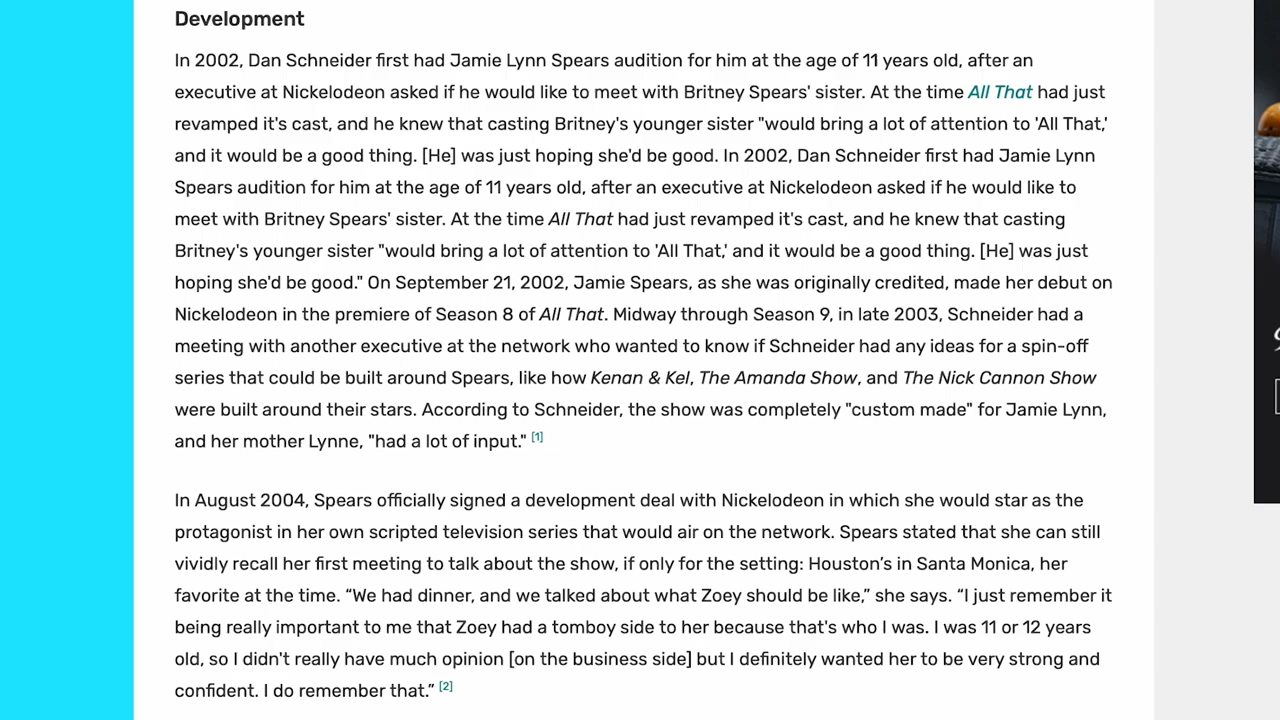 Development
In 2002, Dan Schneider first had Jamie Lynn Spears audition for him at the age of 11 years old, after an
executive at Nickelodeon asked if he would like to meet with Britney Spears' sister. At the time All That had just
revamped it's cast, and he knew that casting Britney's younger sister "would bring a lot of attention to 'All That,'
and it would be a good thing. [He] was just hoping she'd be good. In 2002, Dan Schneider first had Jamie Lynn
Spears audition for him at the age of 11 years old, after an executive at Nickelodeon asked if he would like to
meet with Britney Spears' sister. At the time All That had just revamped it's cast, and he knew that casting
Britney's younger sister "would bring a lot of attention to 'All That,' and it would be a good thing. [He] was just
hoping she'd be good." On September 21, 2002, Jamie Spears, as she was originally credited, made her debut on
Nickelodeon in the premiere of Season 8 of All That. Midway through Season 9, in late 2003, Schneider had a
meeting with another executive at the network who wanted to know if Schneider had any ideas for a spin-off
series that could be built around Spears, like how Kenan & Kel, The Amanda Show, and The Nick Cannon Show
were built around their stars. According to Schneider, the show was completely "custom made" for Jamie Lynn,
and her mother Lynne, "had a lot of input." [1]
In August 2004, Spears officially signed a development deal with Nickelodeon in which she would star as the
protagonist in her own scripted television series that would air on the network. Spears stated that she can still
vividly recall her first meeting to talk about the show, if only for the setting: Houston’s in Santa Monica, her
favorite at the time. “We had dinner, and we talked about what Zoey should be like,” she says. “I just remember it
being really important to me that Zoey had a tomboy side to her because that's who I was. I was 11 or 12 years
old, so I didn't really have much opinion [on the business side] but I definitely wanted her to be very strong and
confident. I do remember that.” [2]